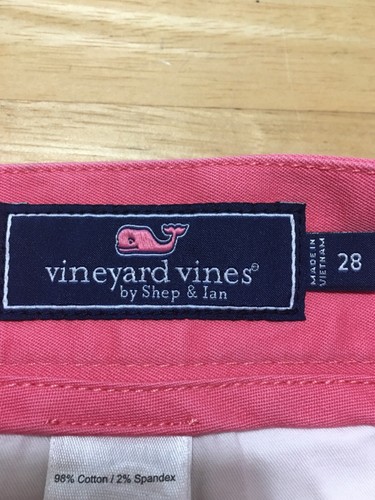 vineyard vines®
by Shep & Ian
MADE IN
VIETNAM
28
98% Cotton / 2% Spandex